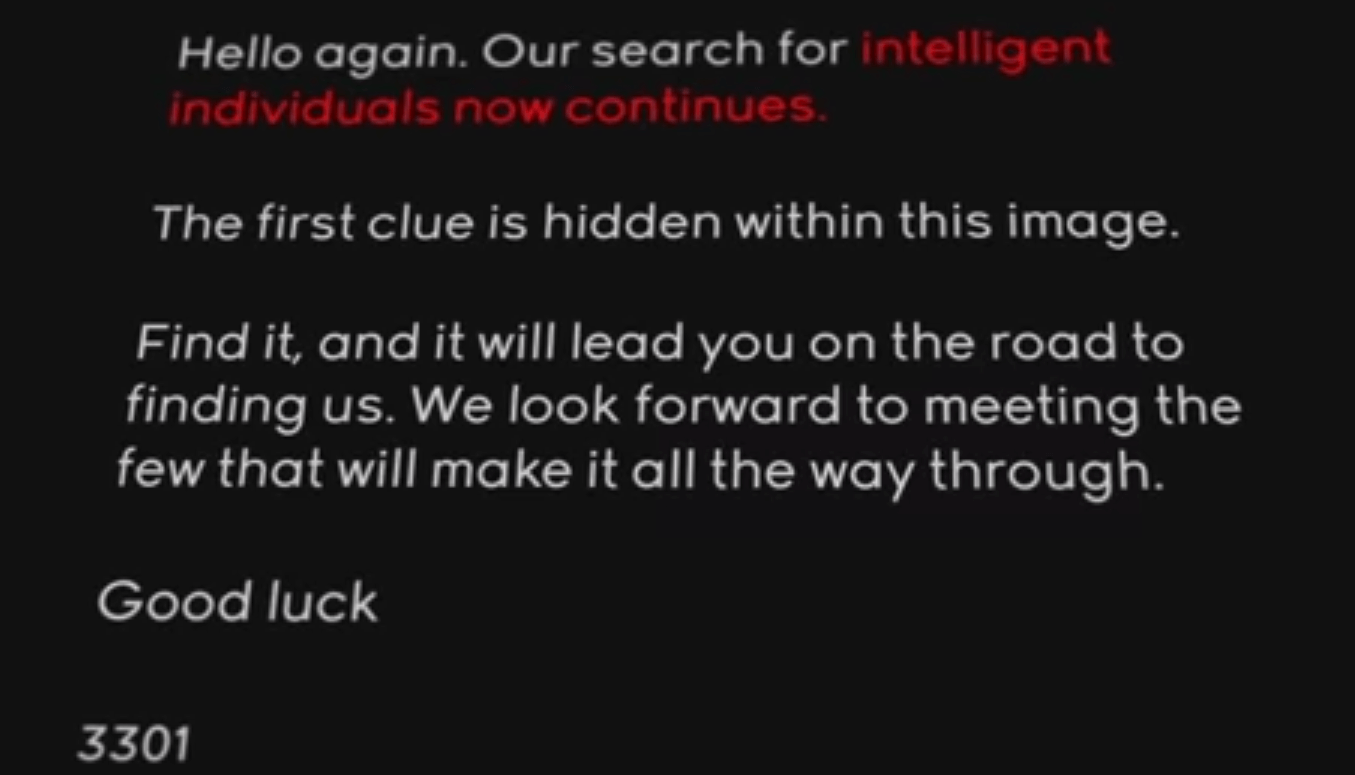 Hello again. Our search for intelligent
individuals now continues.
The first clue is hidden within this image.
Find it, and it will lead you on the road to
finding us. We look forward to meeting the
few that will make it all the way through.
Good luck
3301